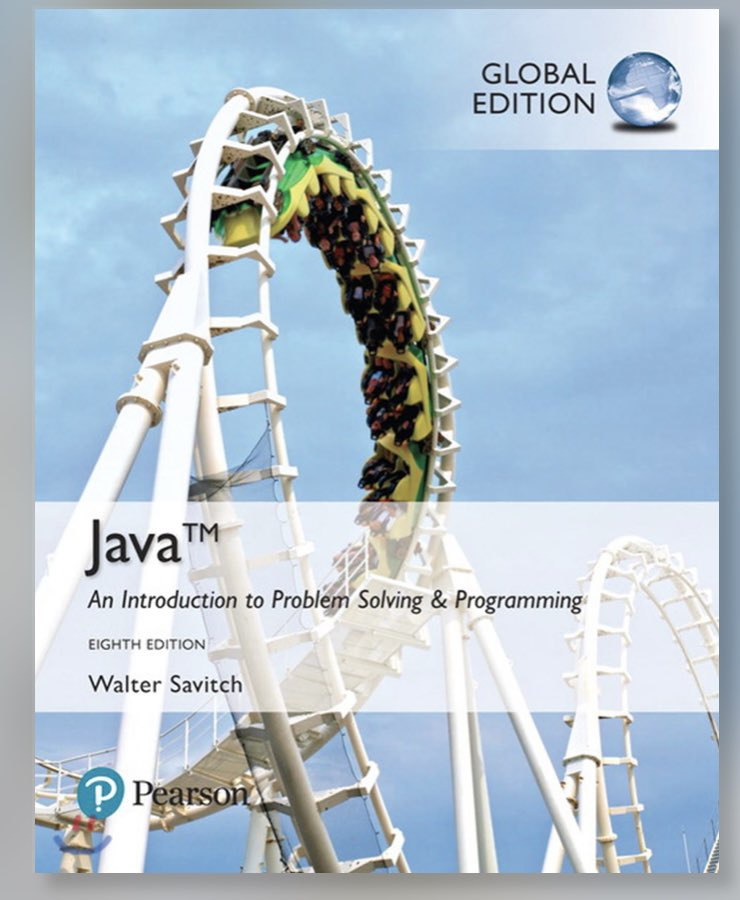 GLOBAL
EDITION
Java™
An Introduction to Problem Solving & Programming
EIGHTH EDITION
Walter Savitch
Pearson